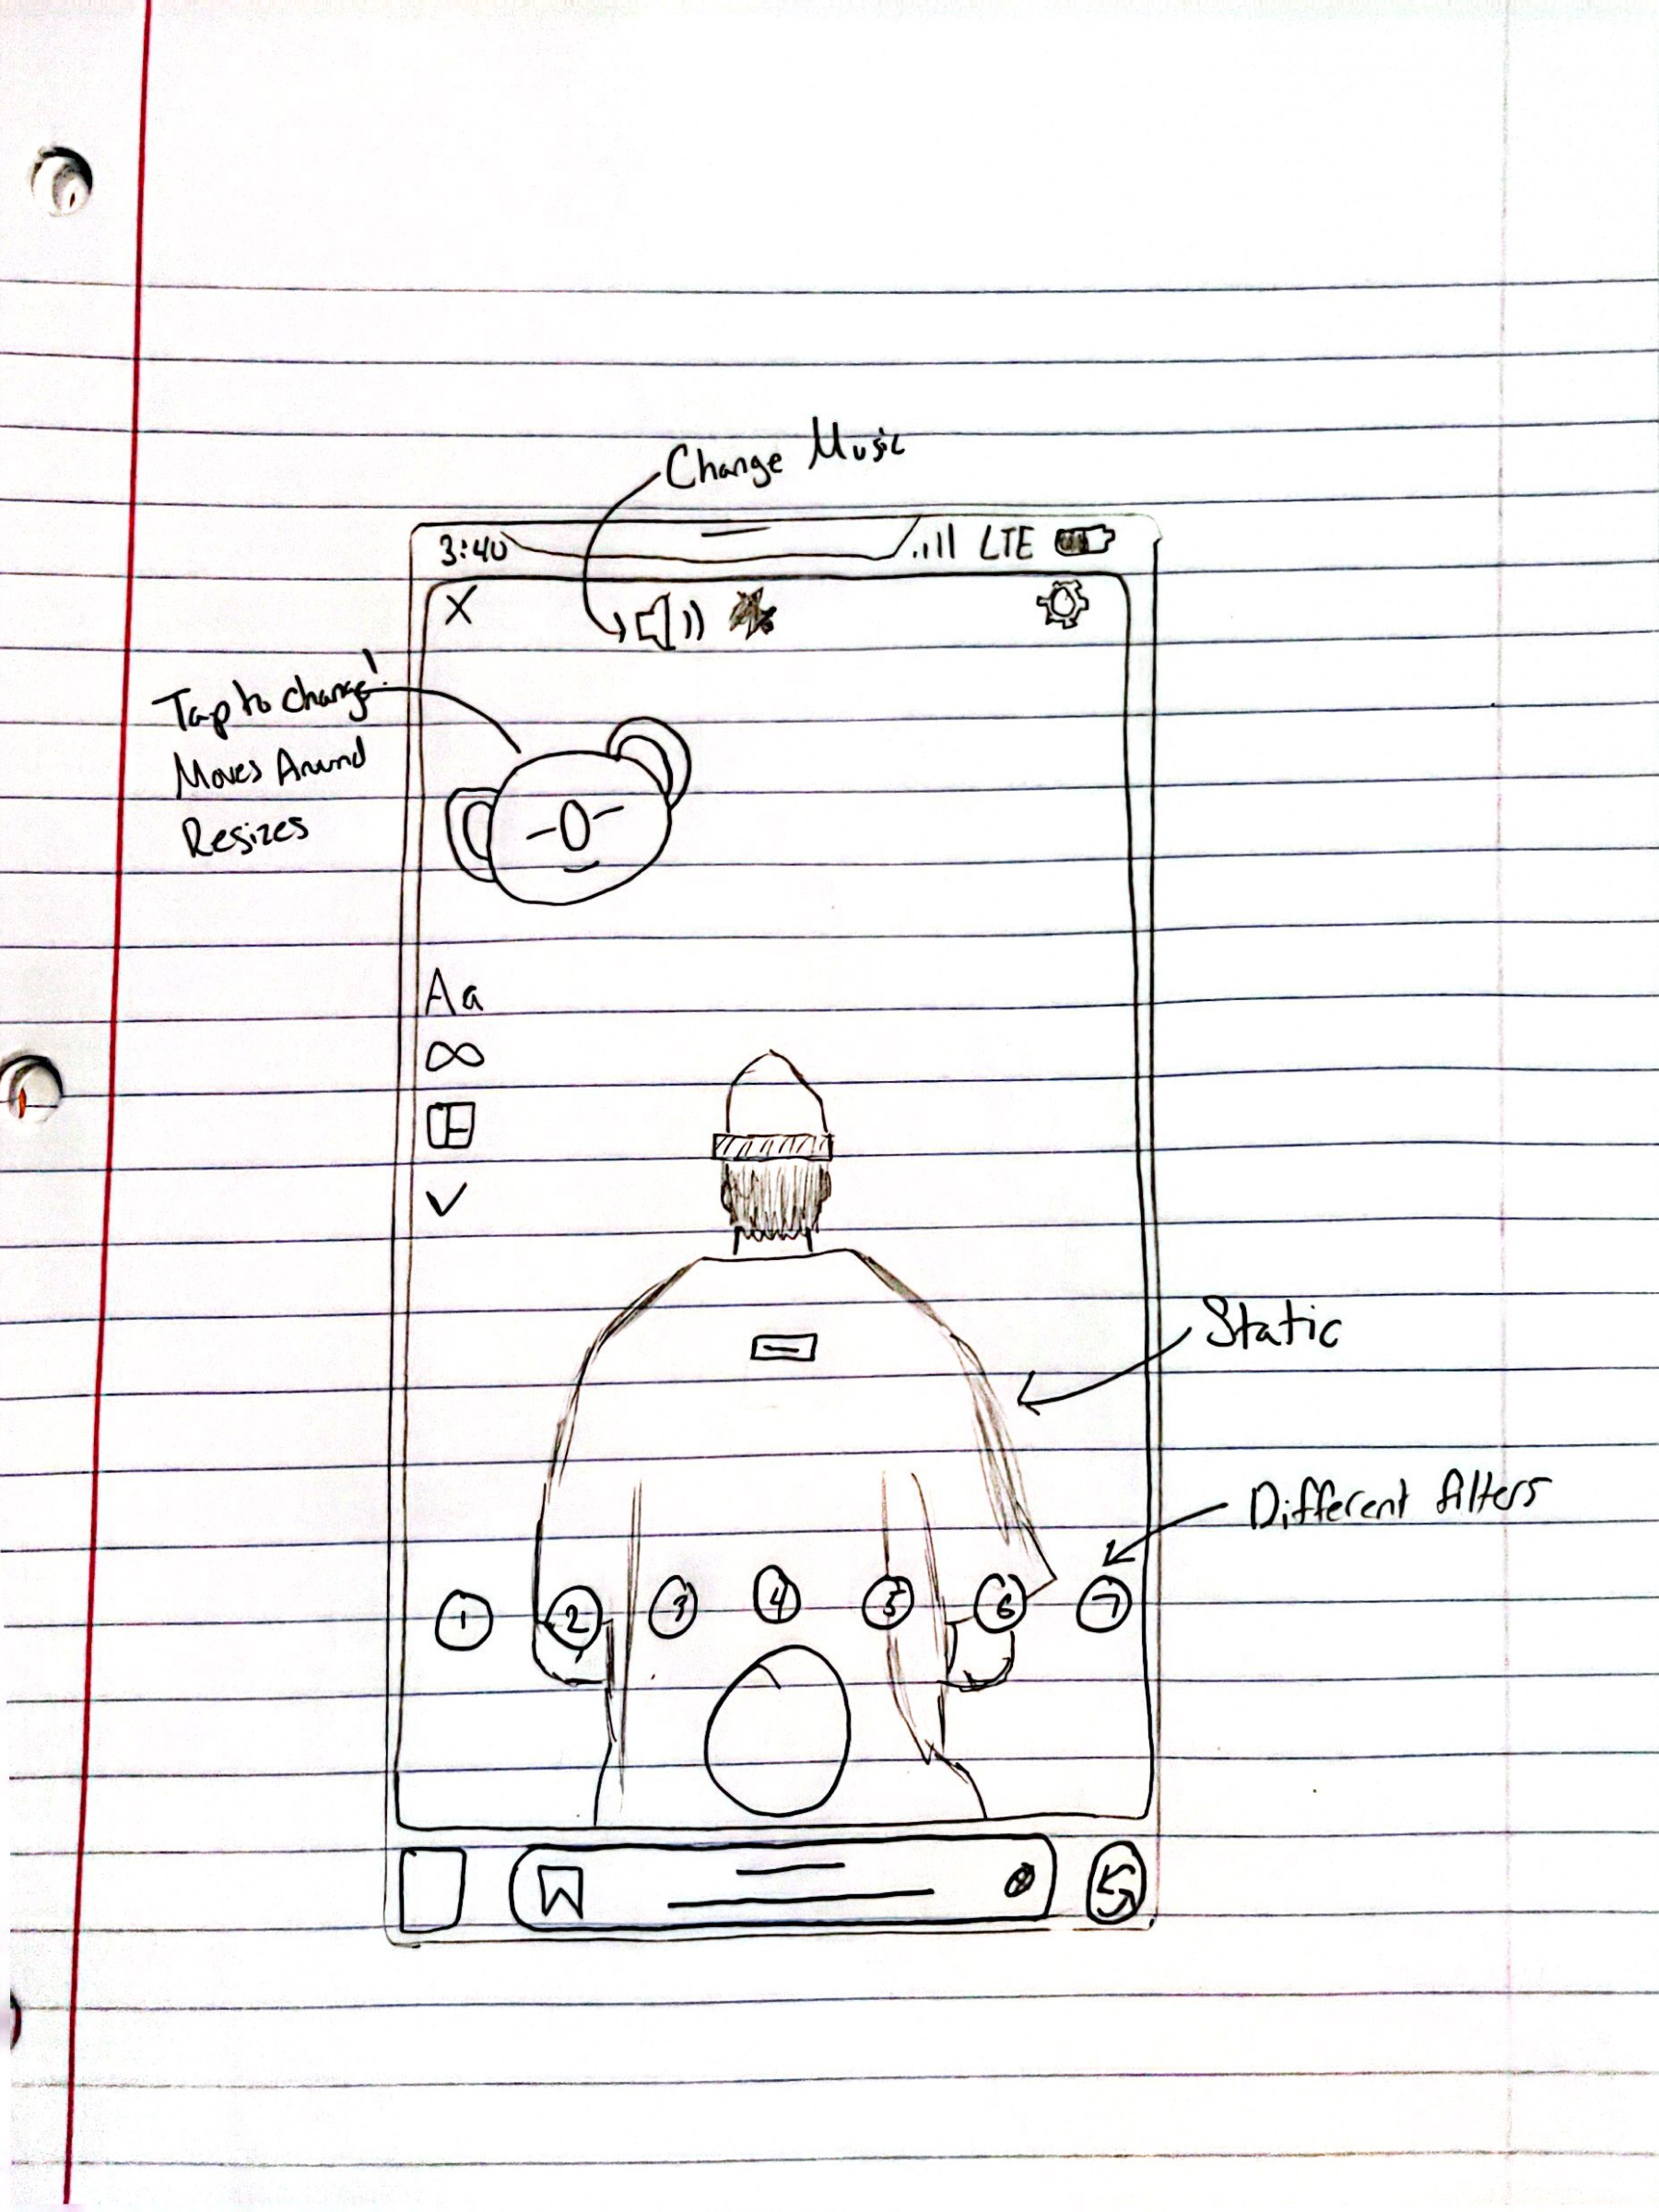 Change Music
3:40 LTE
X
Tap to change!
Moves Around
Resizes
Aa
Static
Different filters
1 2 3 4 5 6 7